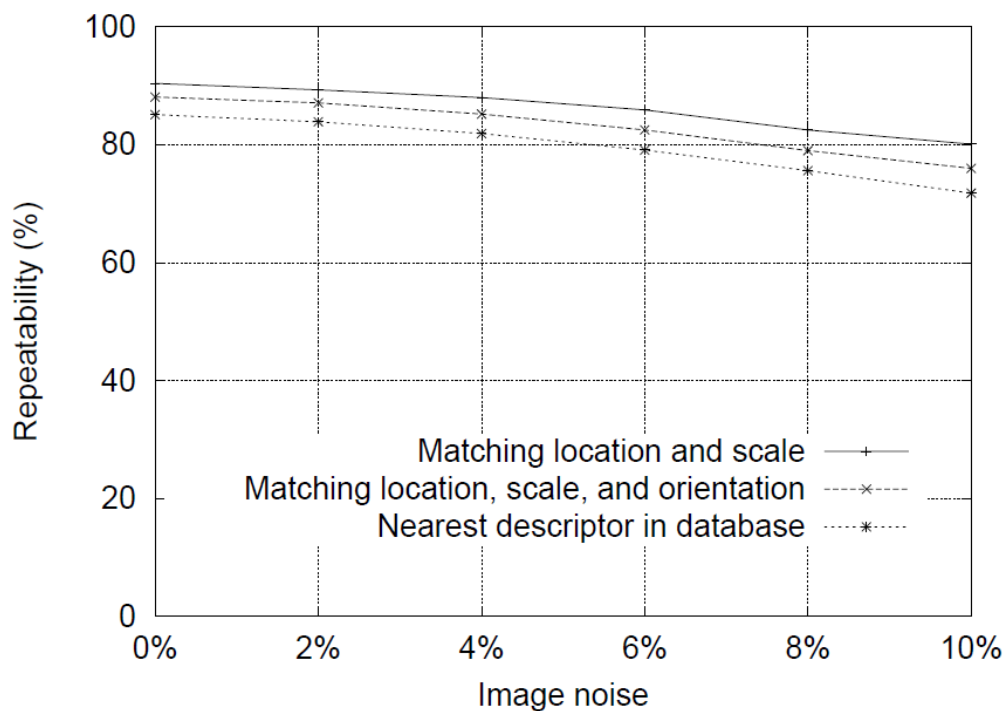 100
80
60
40
20
0
Repeatability (%)
Matching location and scale
Matching location, scale, and orientation
Nearest descriptor in database
0% 2% 4% 6% 8% 10%
Image noise